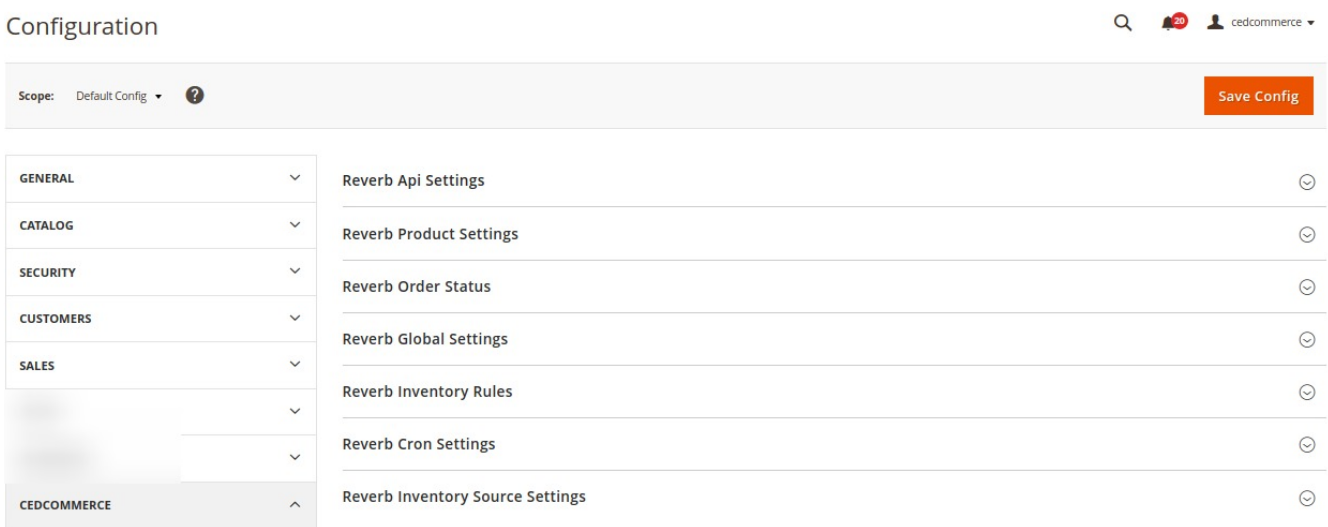 Configuration
20
cedcommerce
Scope: Default Config ?
Save Config
GENERAL
CATALOG
SECURITY
CUSTOMERS
SALES
CEDCOMMERCE
Reverb Api Settings
Reverb Product Settings
Reverb Order Status
Reverb Global Settings
Reverb Inventory Rules
Reverb Cron Settings
Reverb Inventory Source Settings